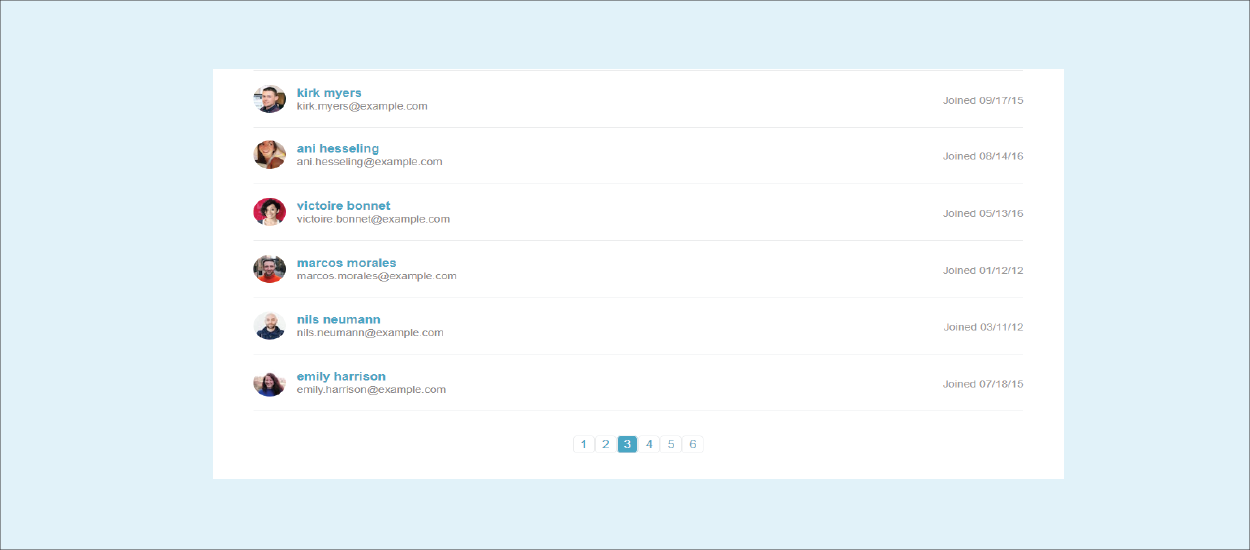 kirk myers
kirk.myers@example.com
Joined 09/17/15
ani hesseling
ani.hesseling@example.com
Joined 08/14/16
victoire bonnet
victoire.bonnet@example.com
Joined 05/13/16
marcos morales
marcos.morales@example.com
Joined 01/12/12
nils neumann
nils.neumann@example.com
Joined 03/11/12
emily harrison
emily.harrison@example.com
Joined 07/18/15
1 2 3 4 5 6